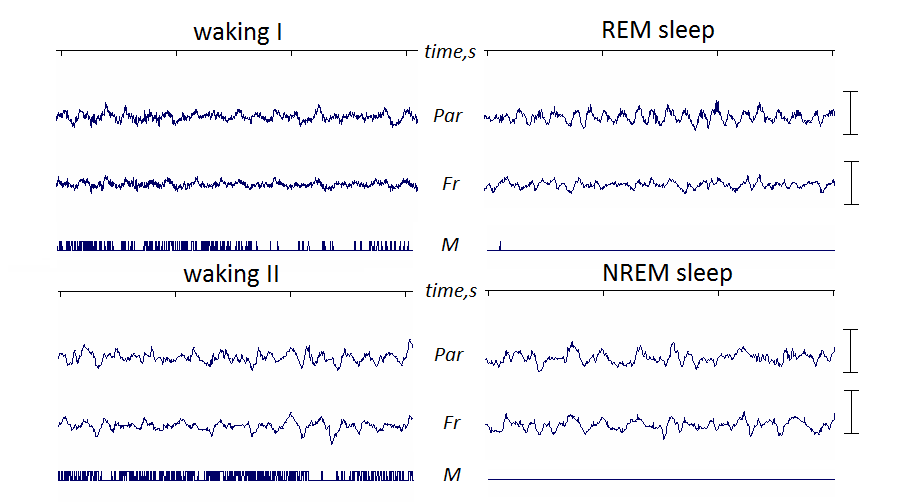 waking I
REM sleep
time,s
Par
Fr
M
waking II
NREM sleep
time,s
Par
Fr
M